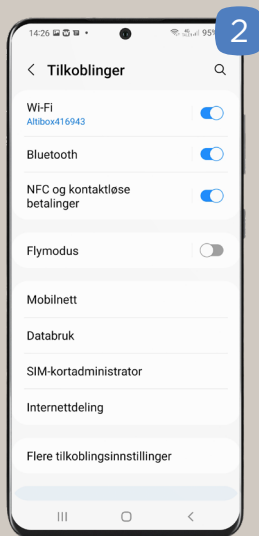 2
14:26
95%
Tilkoblinger
Wi-Fi
Altibox416943
Bluetooth
NFC og kontaktløse
betalinger
Flymodus
Mobilnett
Databruk
SIM-kortadministrator
Internettdeling
Flere tilkoblingsinnstillinger